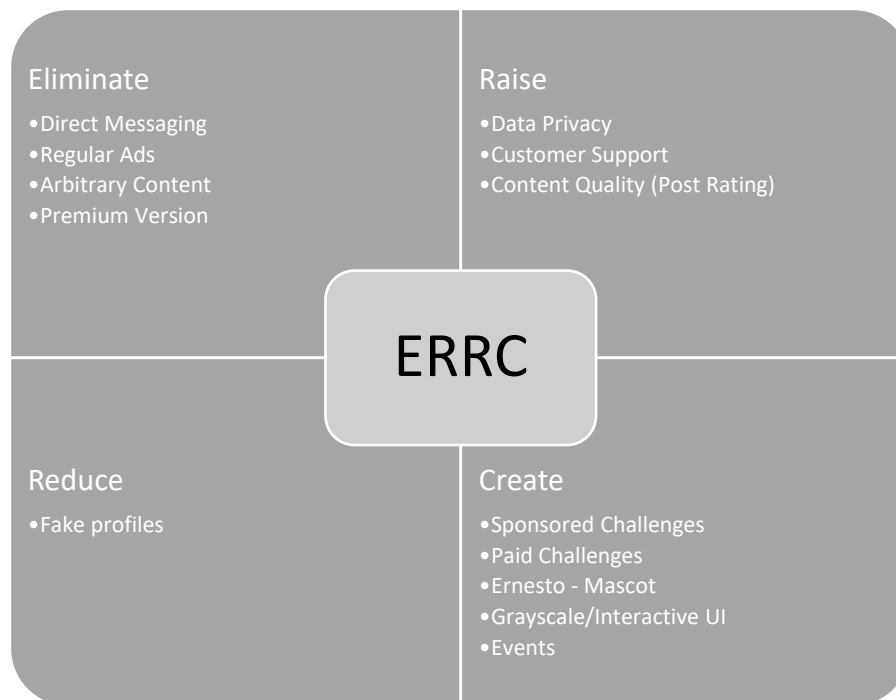 Eliminate
•Direct Messaging
•Regular Ads
•Arbitrary Content
•Premium Version
Raise
•Data Privacy
•Customer Support
•Content Quality (Post Rating)
ERRC
Reduce
•Fake profiles
Create
•Sponsored Challenges
•Paid Challenges
•Ernesto - Mascot
•Grayscale/Interactive UI
•Events